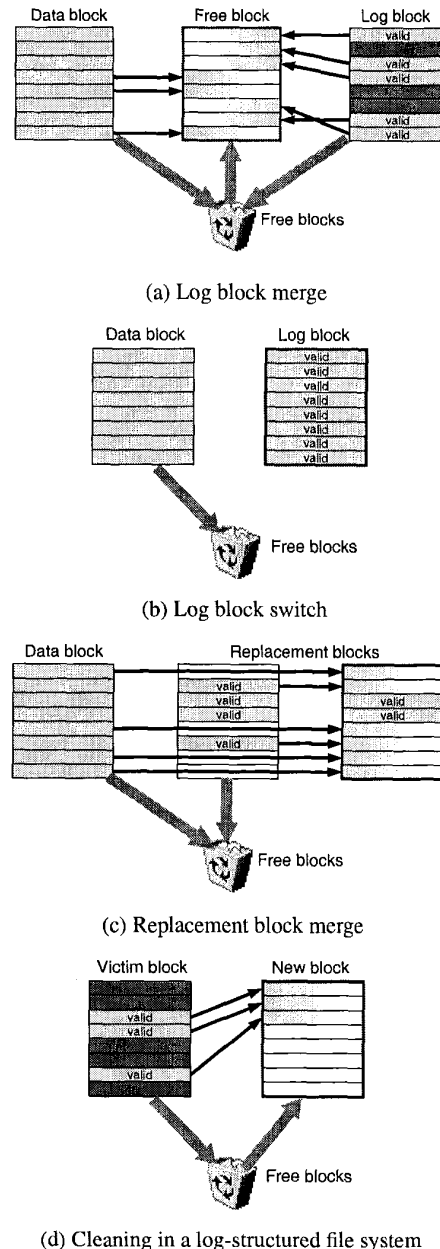 Data block Free block Log block
valid
valid
valid
valid
valid
Free blocks
(a) Log block merge
Data block Log block
valid
valid
valid
valid
valid
valid
valid
valid
Free blocks
(b) Log block switch
Data block Replacement blocks
valid
valid valid
valid valid
valid
Free blocks
(c) Replacement block merge
Victim block New block
valid
valid
valid
Free blocks
(d) Cleaning in a log-structured file system